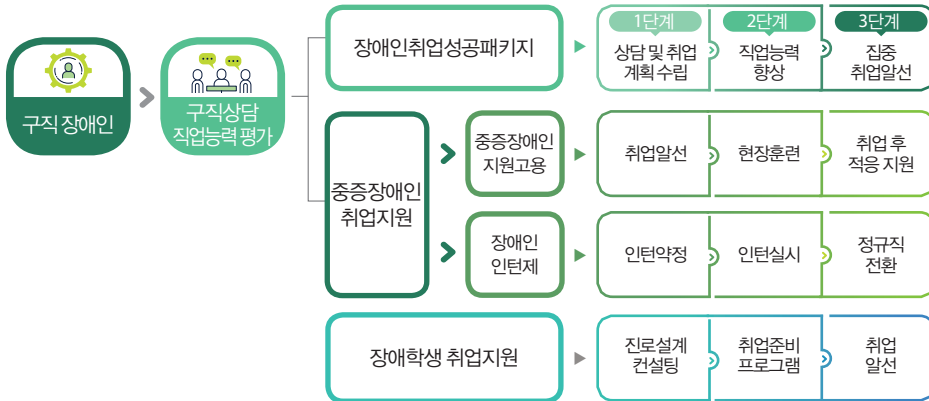 구직 장애인
구직상담
직업능력 평가
장애인취업성공패키지
1단계
상담 및 취업
계획 수립
2단계
직업능력
향상
3단계
집중
취업알선
중증장애인
취업지원
중증장애인
지원고용
취업알선
현장훈련
취업 후
적응 지원
장애인
인턴제
인턴약정
인턴실시
정규직
전환
장애학생 취업지원
진로설계
컨설팅
취업준비
프로그램
취업
알선